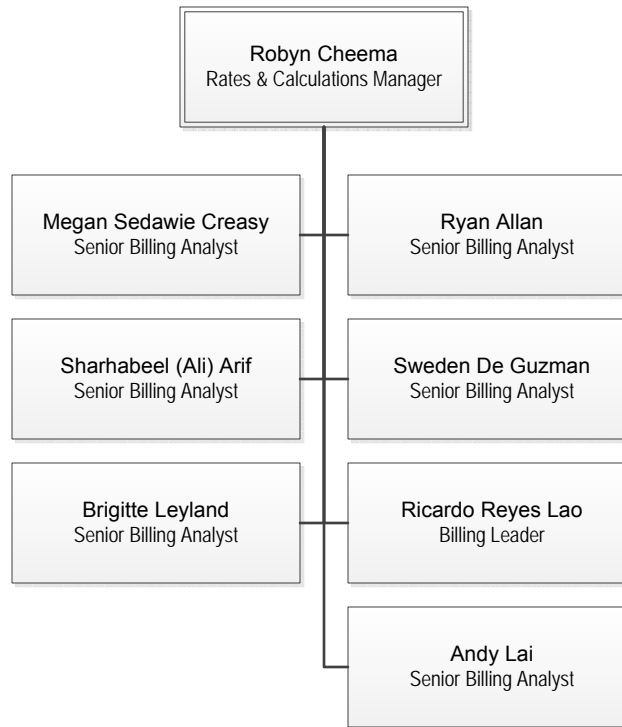 Robyn Cheema
Rates & Calculations Manager
Megan Sedawie Creasy
Senior Billing Analyst
Ryan Allan
Senior Billing Analyst
Sharhabeel (Ali) Arif
Senior Billing Analyst
Sweden De Guzman
Senior Billing Analyst
Brigitte Leyland
Senior Billing Analyst
Ricardo Reyes Lao
Billing Leader
Andy Lai
Senior Billing Analyst